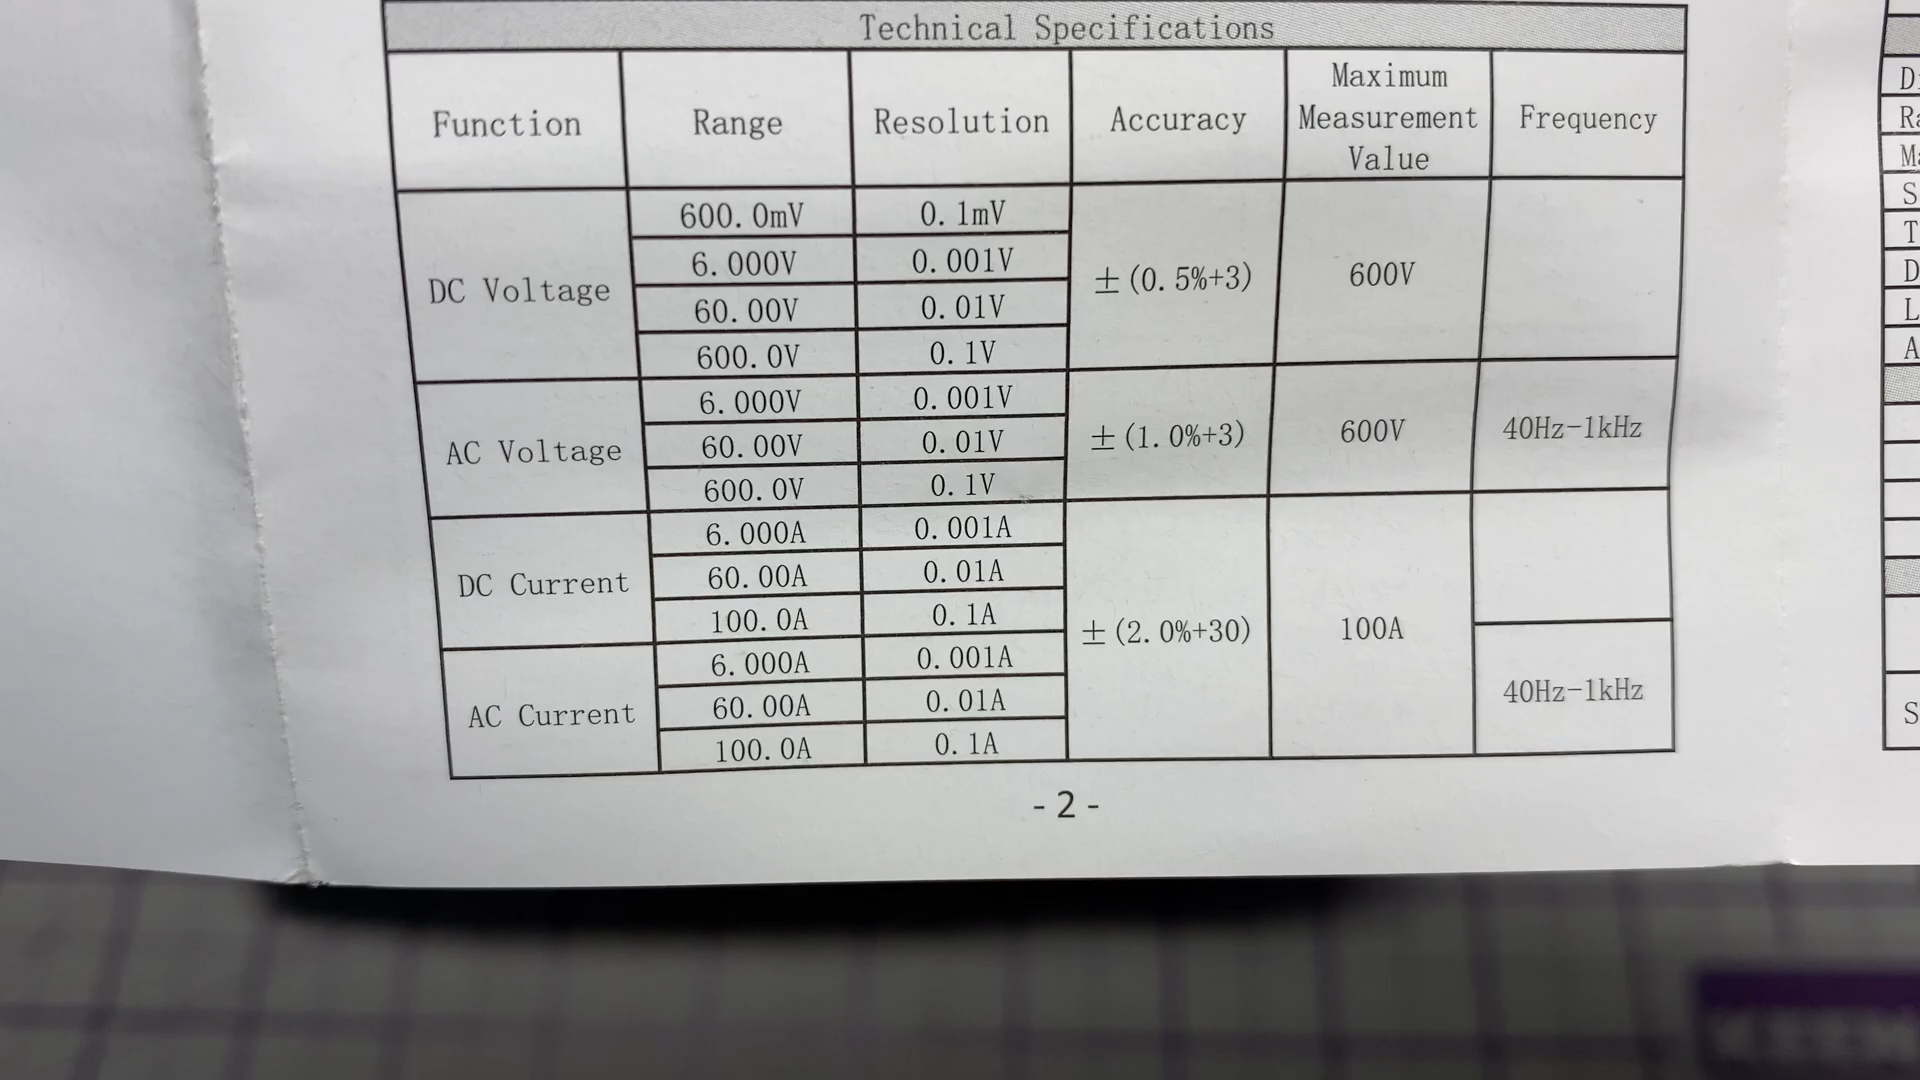 Technical Specifications
Function Range Resolution Accuracy Maximum Measurement Value Frequency
DC Voltage 600.0mV 0.1mV ±(0.5%+3) 600V
6.000V 0.001V
60.00V 0.01V
600.0V 0.1V
AC Voltage 6.000V 0.001V ±(1.0%+3) 600V 40Hz-1kHz
60.00V 0.01V
600.0V 0.1V
DC Current 6.000A 0.001A ±(2.0%+30) 100A
60.00A 0.01A
100.0A 0.1A
AC Current 6.000A 0.001A 40Hz-1kHz
60.00A 0.01A
100.0A 0.1A
- 2 -